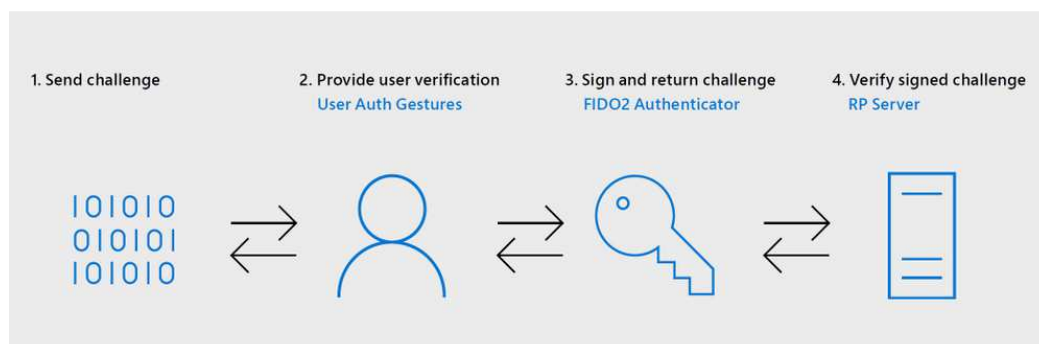 1. Send challenge
2. Provide user verification
User Auth Gestures
3. Sign and return challenge
FIDO2 Authenticator
4. Verify signed challenge
RP Server
101010
010101
101010